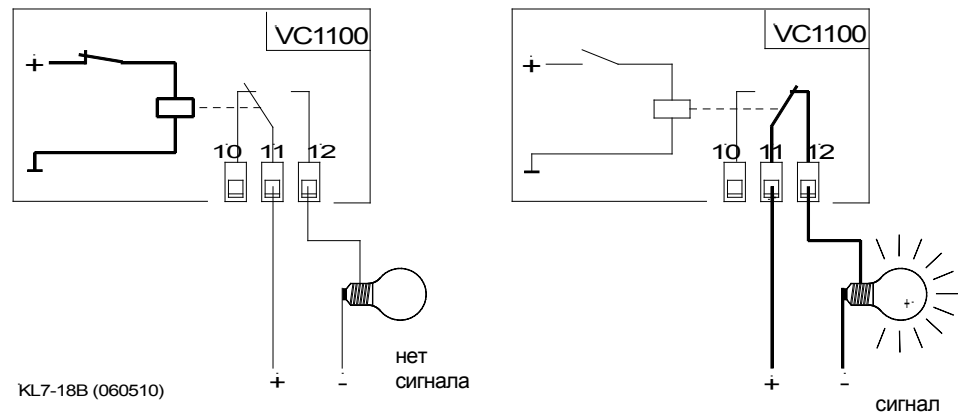 VC1100
+
10 11 12
нет
сигнала
+ -
KL7-18B (060510)
VC1100
+
10 11 12
+-
+ -
сигнал